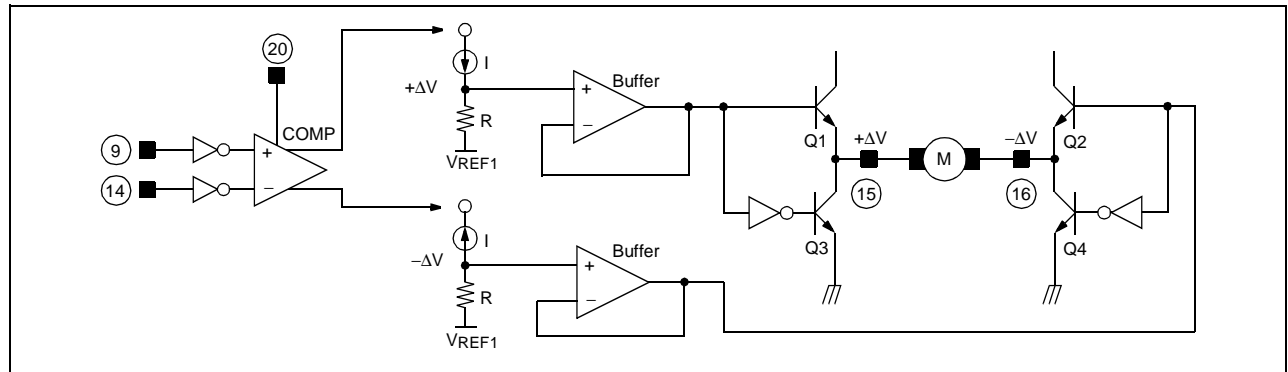 20
I
+ΔV
Buffer
+
−
R
VREF1
COMP
9
14
+
−
Q1
+ΔV
M
−ΔV
Q2
15
16
Q3
Q4
I
−ΔV
Buffer
+
−
R
VREF1